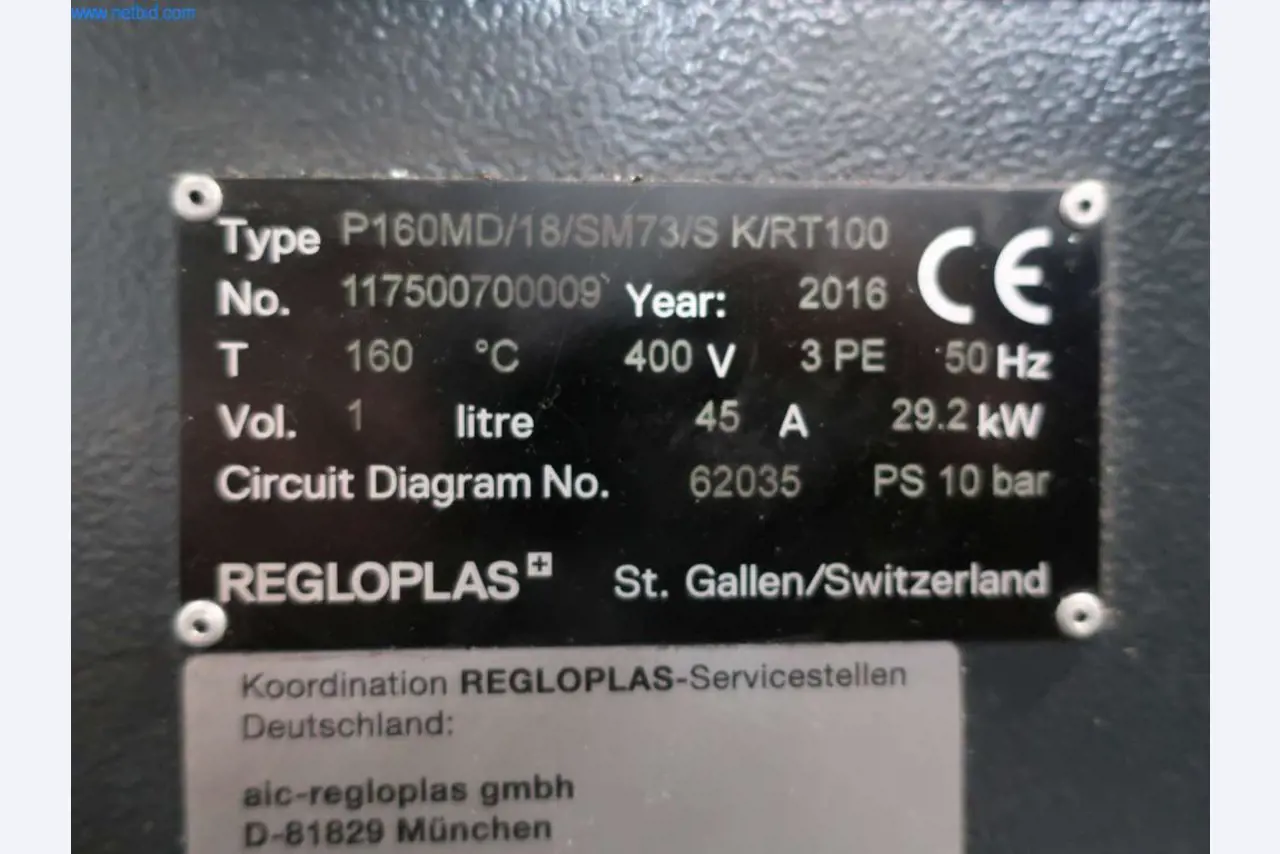 www.netbid.com
Type P160MD/18/SM73/S K/RT100 CE
No. 117500700009 Year: 2016
T 160 °C 400 V 3 PE 50 Hz
Vol. 1 litre 45 A 29.2 kW
Circuit Diagram No. 62035 PS 10 bar
REGLOPLAS St. Gallen/Switzerland
Koordination REGLOPLAS-Servicestellen
Deutschland:
aic-regloplas gmbh
D-81829 München